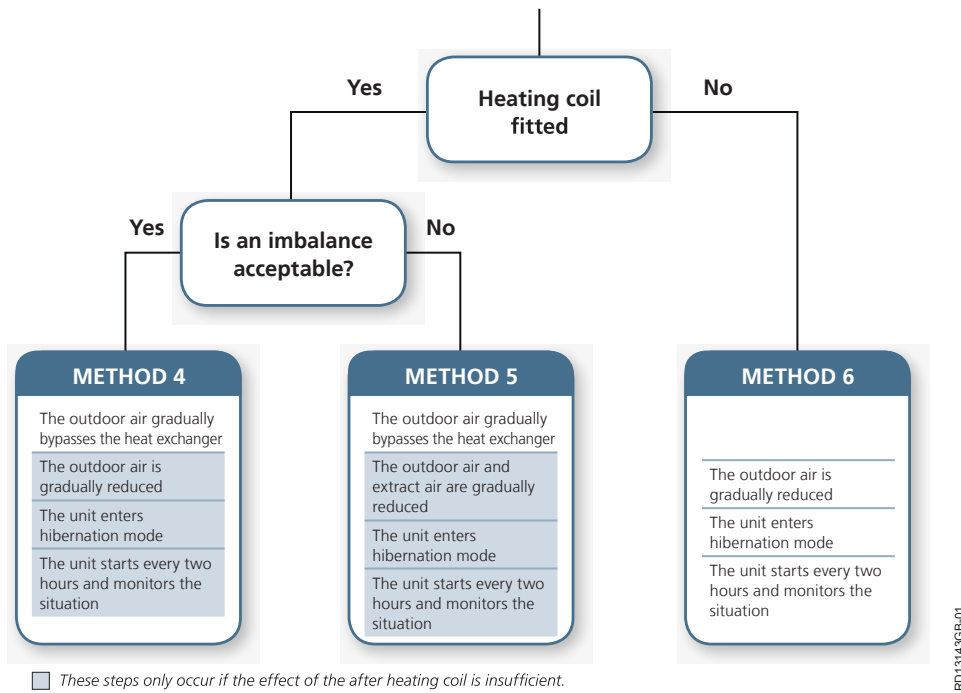 Heating coil
fitted
Yes
No
Is an imbalance
acceptable?
Yes
No
METHOD 4
The outdoor air gradually
bypasses the heat exchanger
The outdoor air is
gradually reduced
The unit enters
hibernation mode
The unit starts every two
hours and monitors the
situation
METHOD 5
The outdoor air gradually
bypasses the heat exchanger
The outdoor air and
extract air are gradually
reduced
The unit enters
hibernation mode
The unit starts every two
hours and monitors the
situation
METHOD 6
The outdoor air is
gradually reduced
The unit enters
hibernation mode
The unit starts every two
hours and monitors the
situation
These steps only occur if the effect of the after heating coil is insufficient.
RD13143GB-01